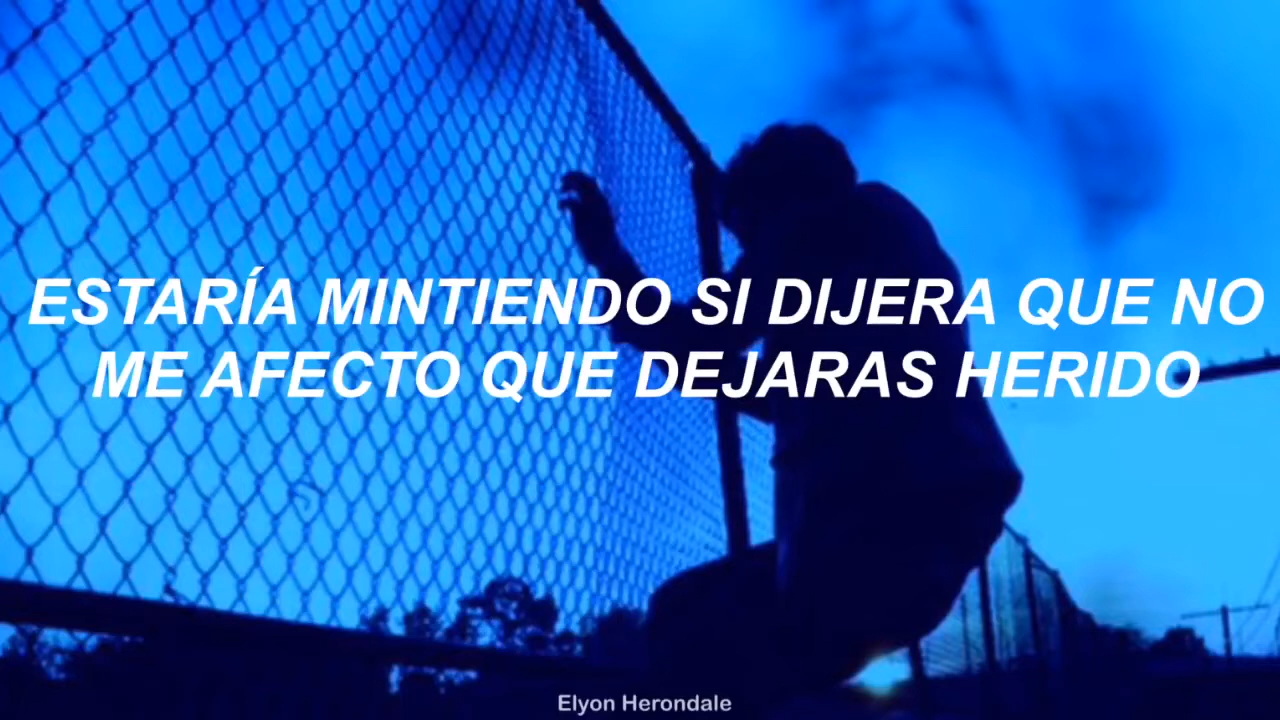 ESTARÍA MINTIENDO SI DIJERA QUE NO
ME AFECTO QUE DEJARAS HERIDO
Elyon Herondale